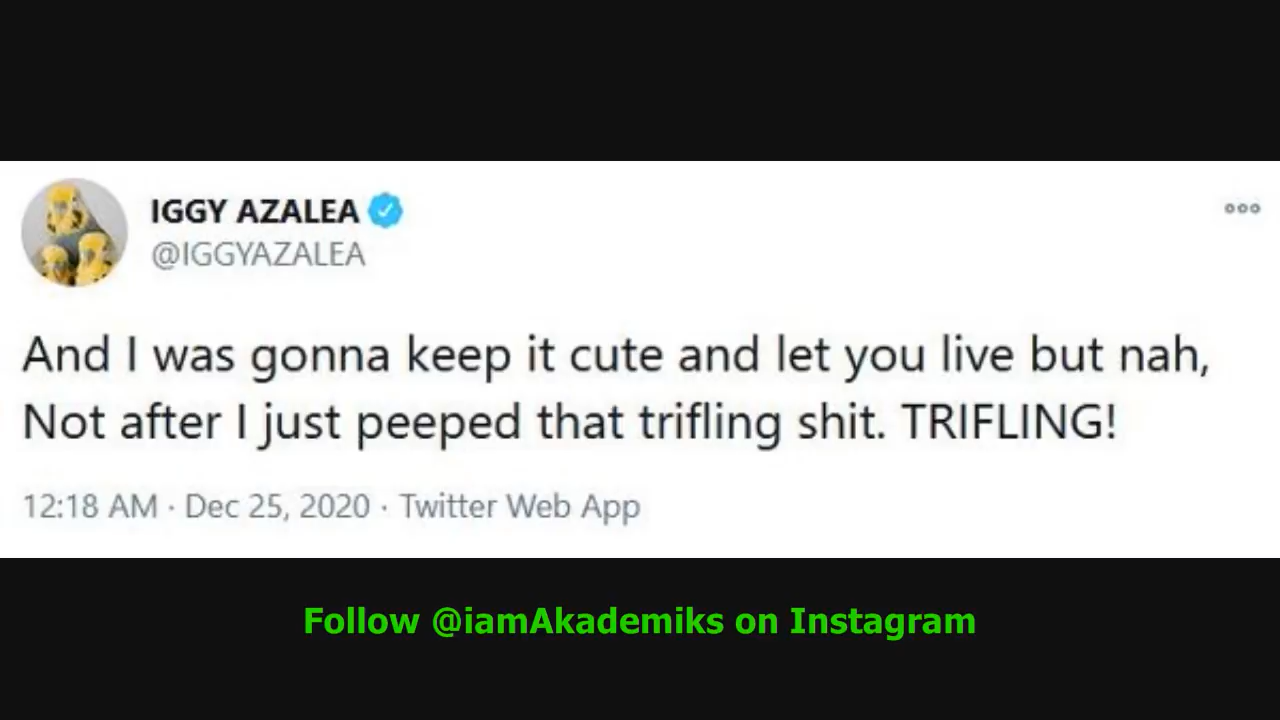 IGGY AZALEA
@IGGYAZALEA
And I was gonna keep it cute and let you live but nah,
Not after I just peeped that trifling shit. TRIFLING!
12:18 AM · Dec 25, 2020 · Twitter Web App
Follow @iamAkademiks on Instagram